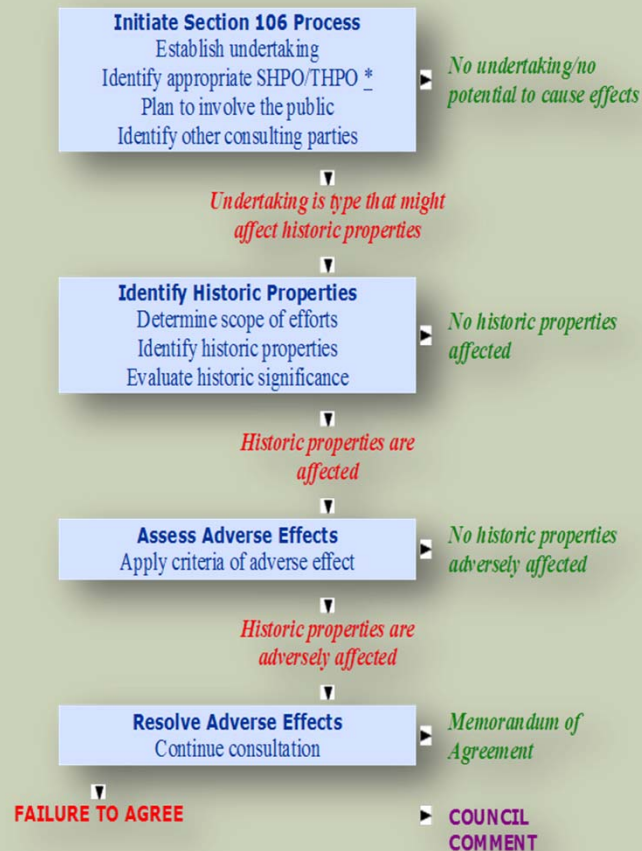 Initiate Section 106 Process
Establish undertaking
Identify appropriate SHPO/THPO *
Plan to involve the public
Identify other consulting parties
No undertaking/no
potential to cause effects
Undertaking is type that might
affect historic properties
Identify Historic Properties
Determine scope of efforts
Identify historic properties
Evaluate historic significance
No historic properties
affected
Historic properties are
affected
Assess Adverse Effects
Apply criteria of adverse effect
No historic properties
adversely affected
Historic properties are
adversely affected
Resolve Adverse Effects
Continue consultation
Memorandum of
Agreement
FAILURE TO AGREE
COUNCIL
COMMENT